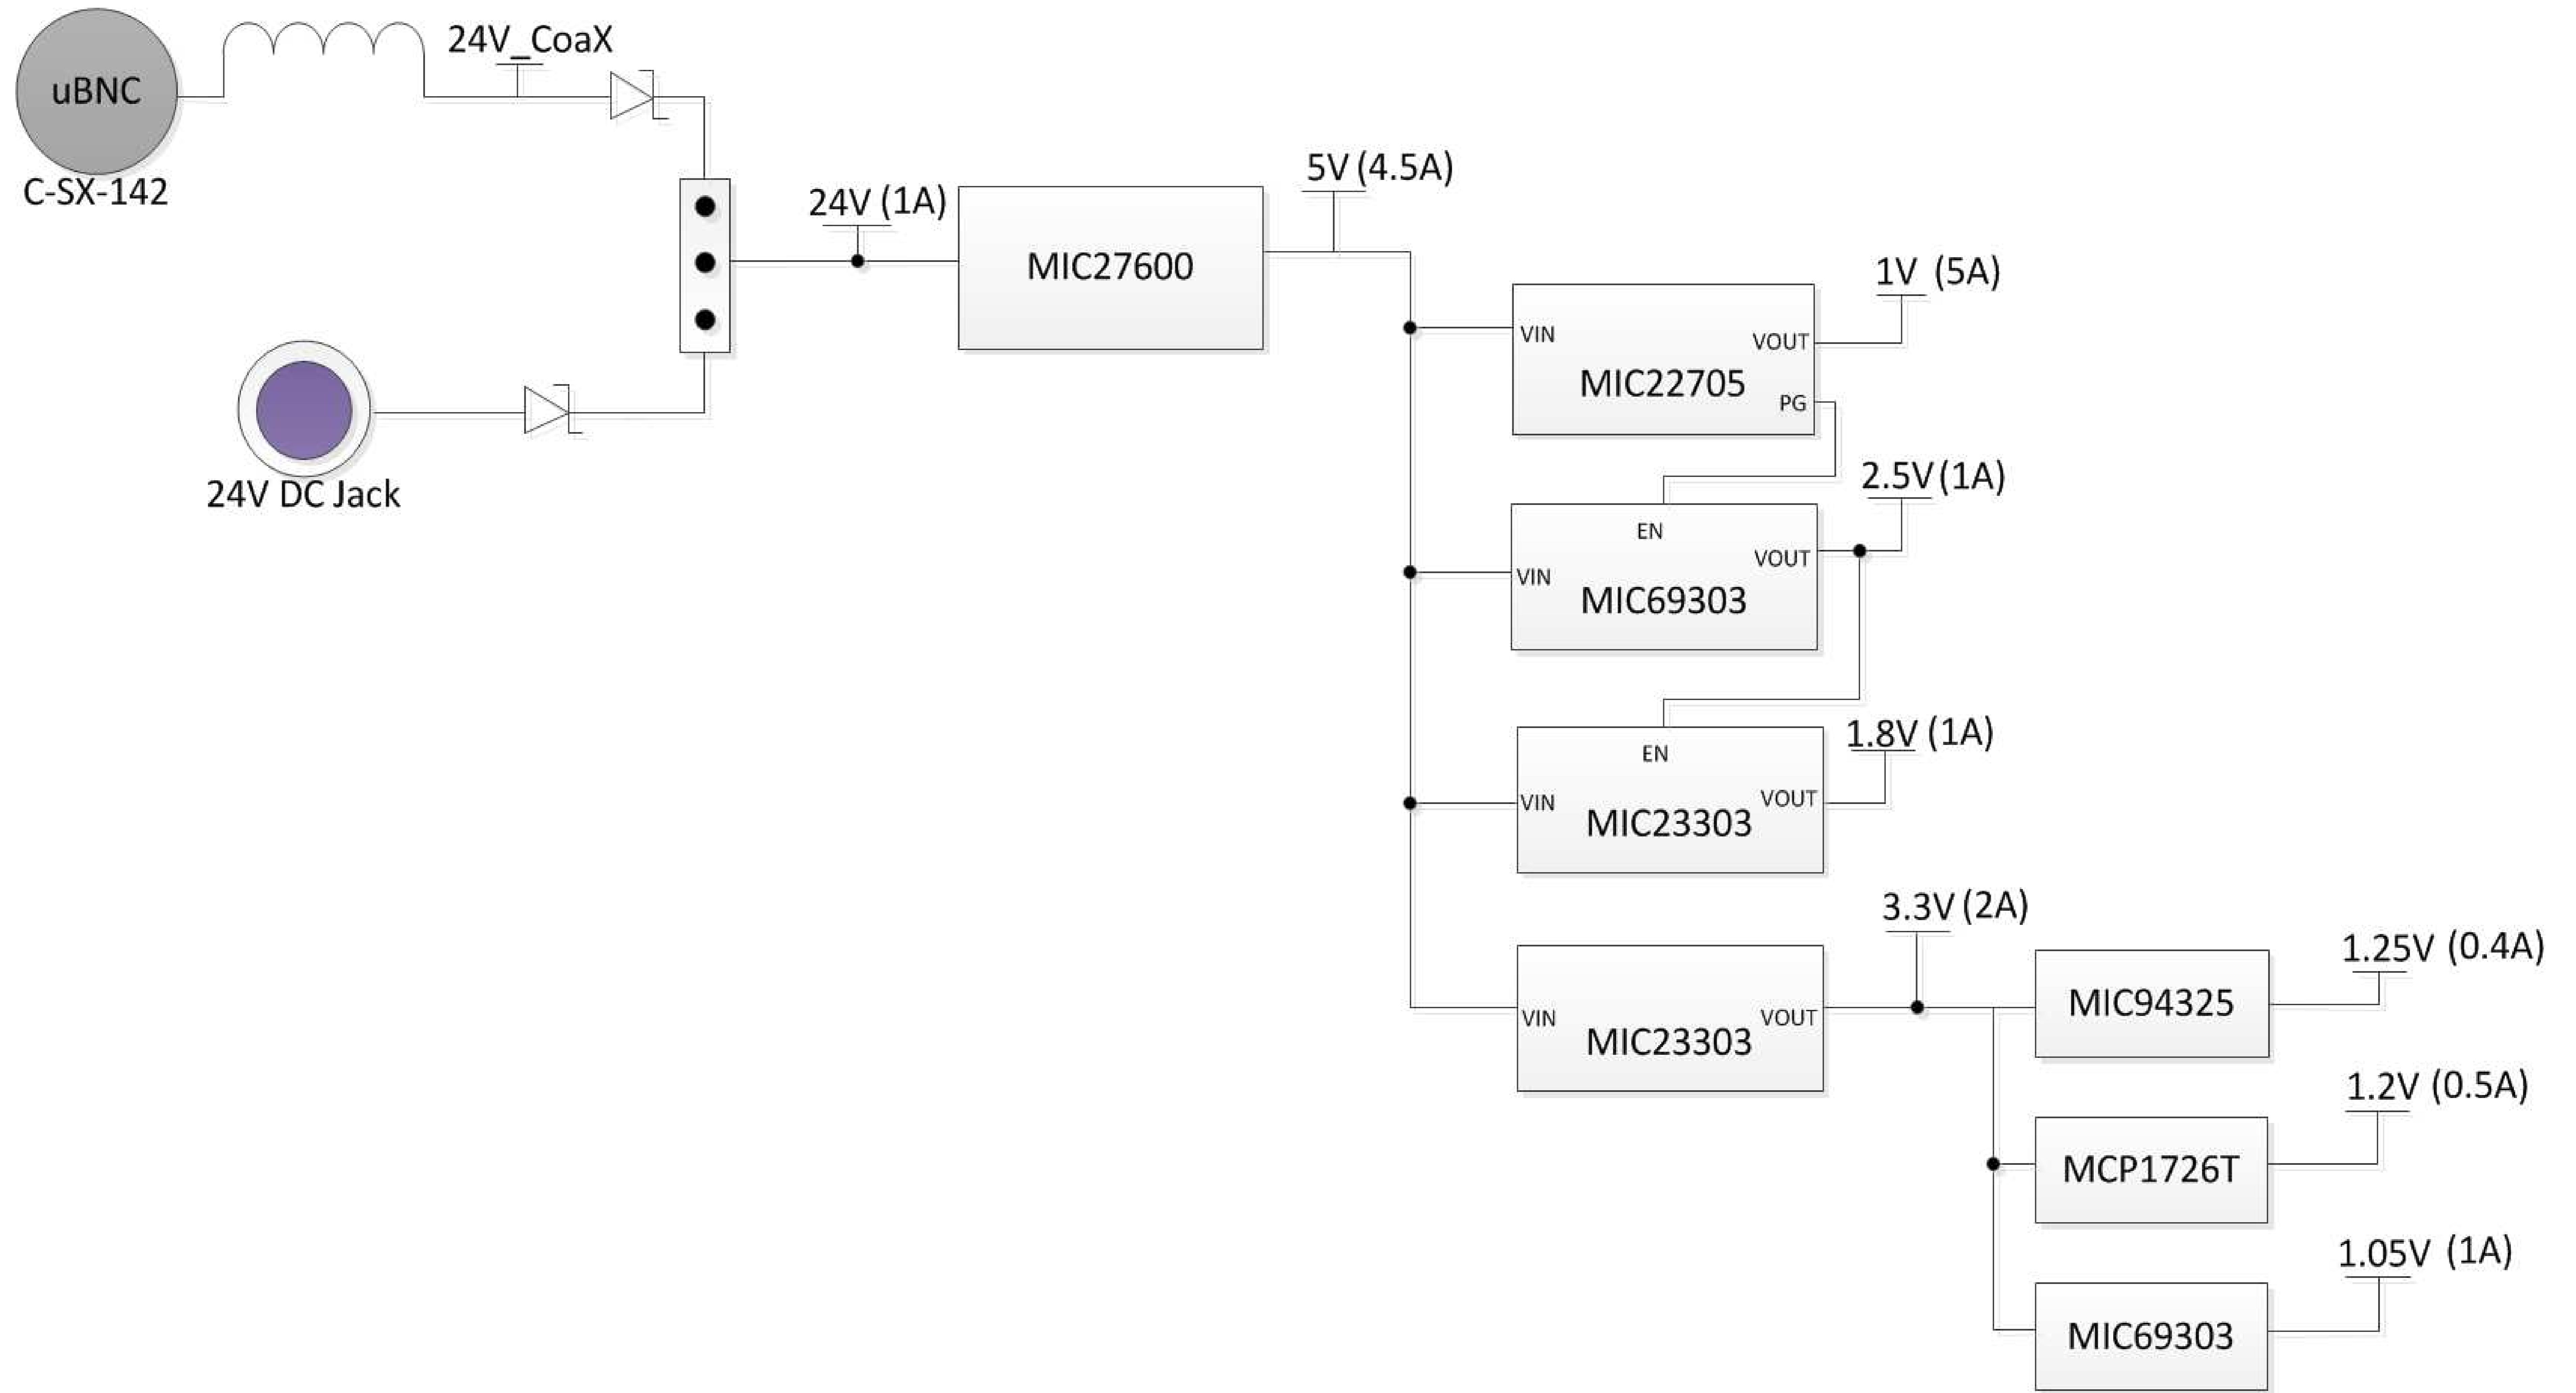 uBNC
C-SX-142
24V_CoaX
24V DC Jack
24V (1A)
MIC27600
5V (4.5A)
1V (5A)
VIN
VOUT
MIC22705
PG
2.5V (1A)
EN
VOUT
VIN
MIC69303
1.8V (1A)
EN
VIN
VOUT
MIC23303
3.3V (2A)
VIN
VOUT
MIC23303
1.25V (0.4A)
MIC94325
1.2V (0.5A)
MCP1726T
1.05V (1A)
MIC69303